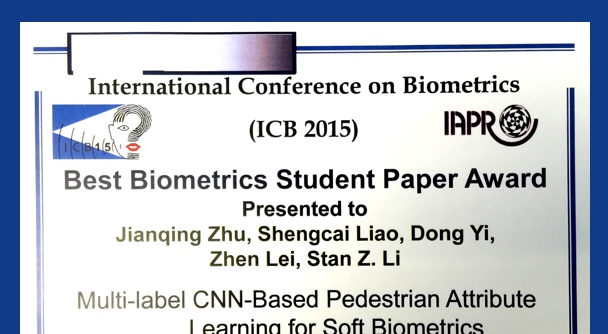 International Conference on Biometrics
(ICB 2015)
ICB15
IAPR
Best Biometrics Student Paper Award
Presented to
Jianqing Zhu, Shengcai Liao, Dong Yi,
Zhen Lei, Stan Z. Li
Multi-label CNN-Based Pedestrian Attribute
Learning for Soft Biometrics